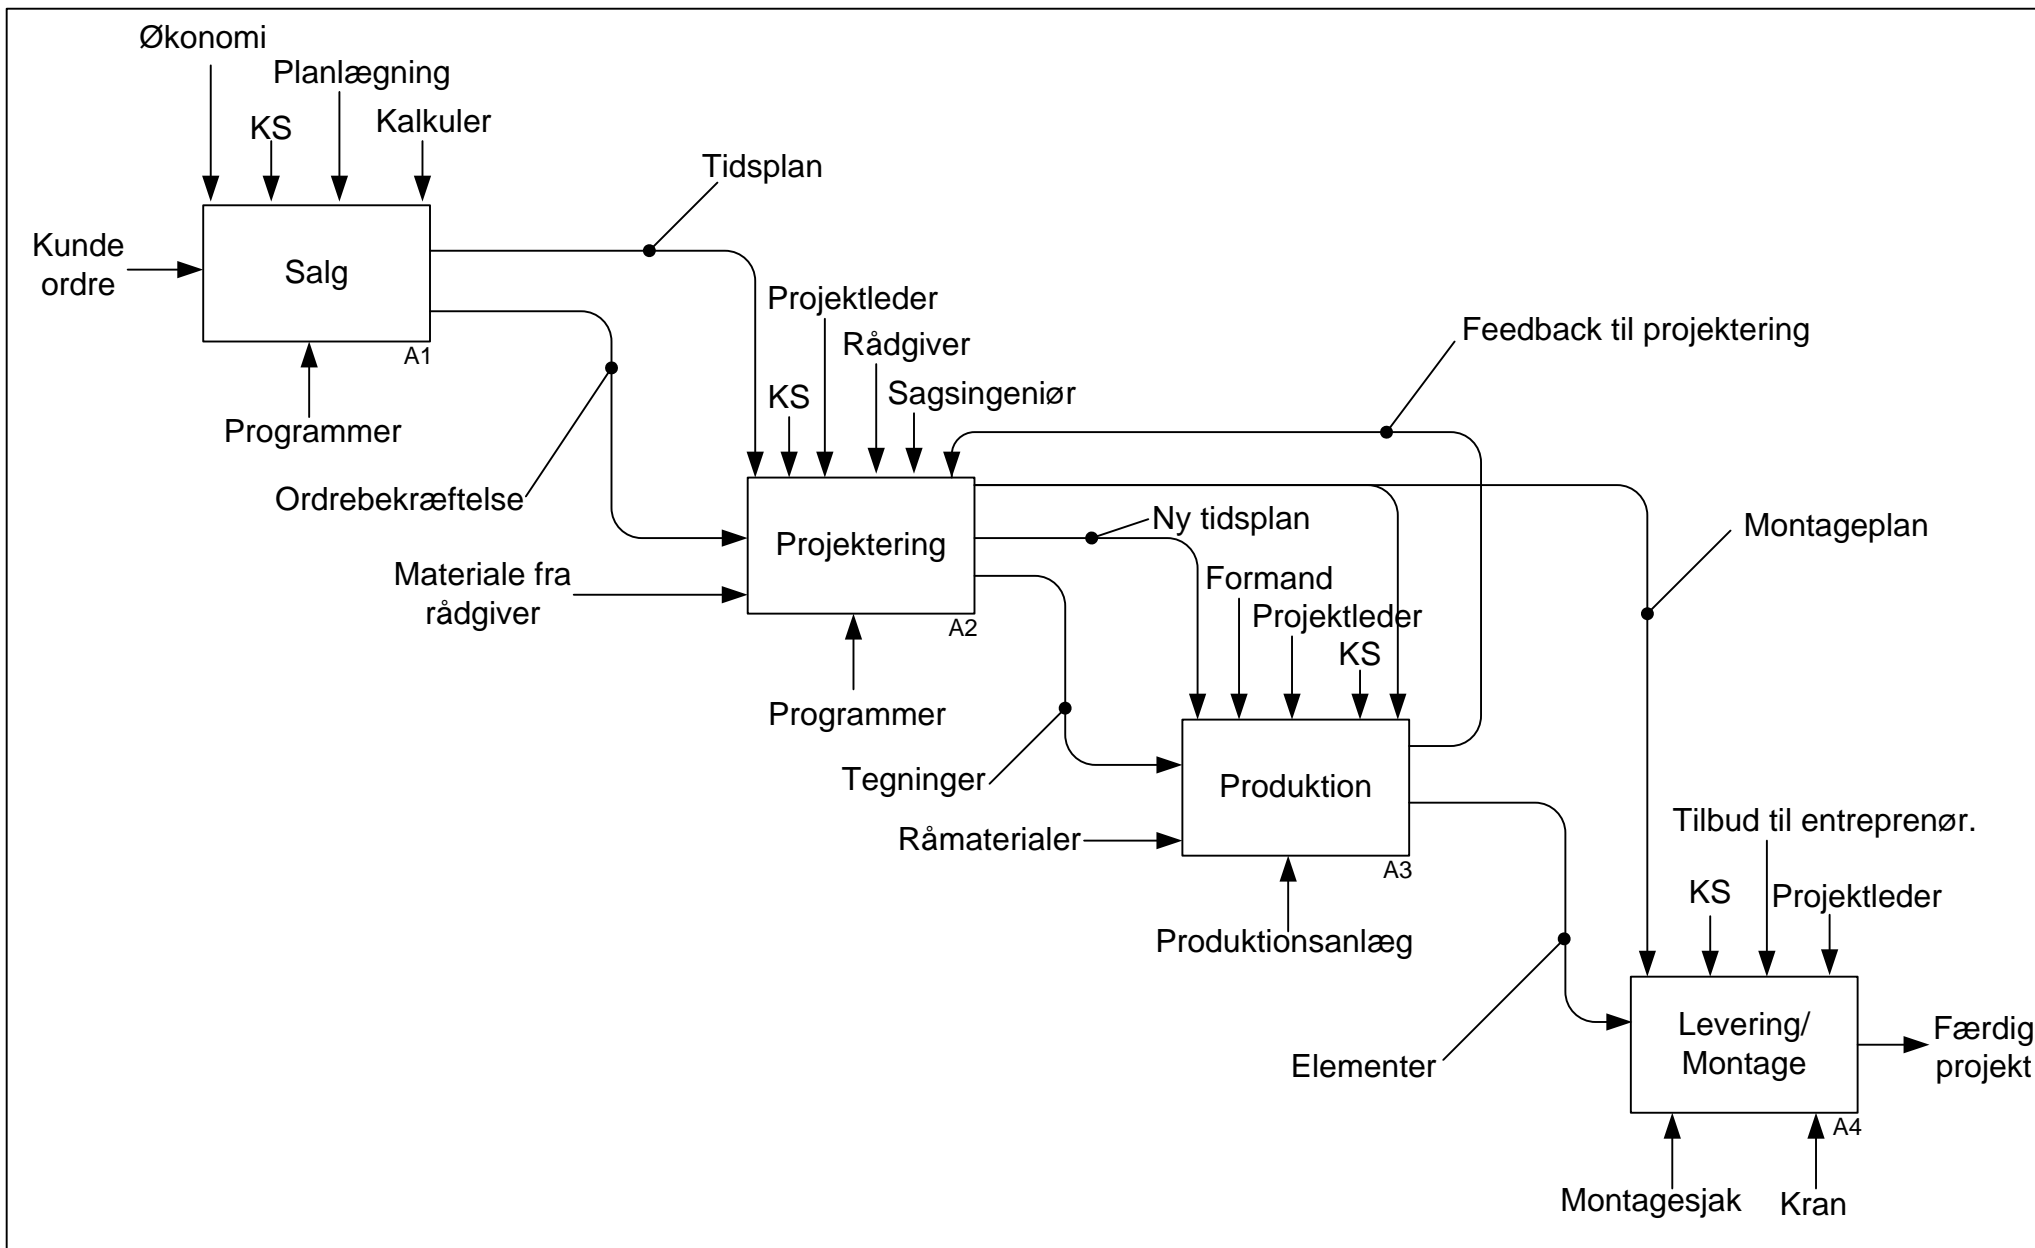 Økonomi
Planlægning
KS
Kalkuler
Tidsplan
Kunde
ordre
Salg
A1
Programmer
Ordrebekræftelse
Projektleder
Rådgiver
KS
Sagsingeniør
Feedback til projektering
Projektering
A2
Materiale fra
rådgiver
Programmer
Ny tidsplan
Montageplan
Formand
Projektleder
KS
Tegninger
Produktion
A3
Råmaterialer
Produktionsanlæg
Tilbud til entreprenør.
KS
Projektleder
Elementer
Levering/
Montage
A4
Færdig
projekt
Montagesjak
Kran